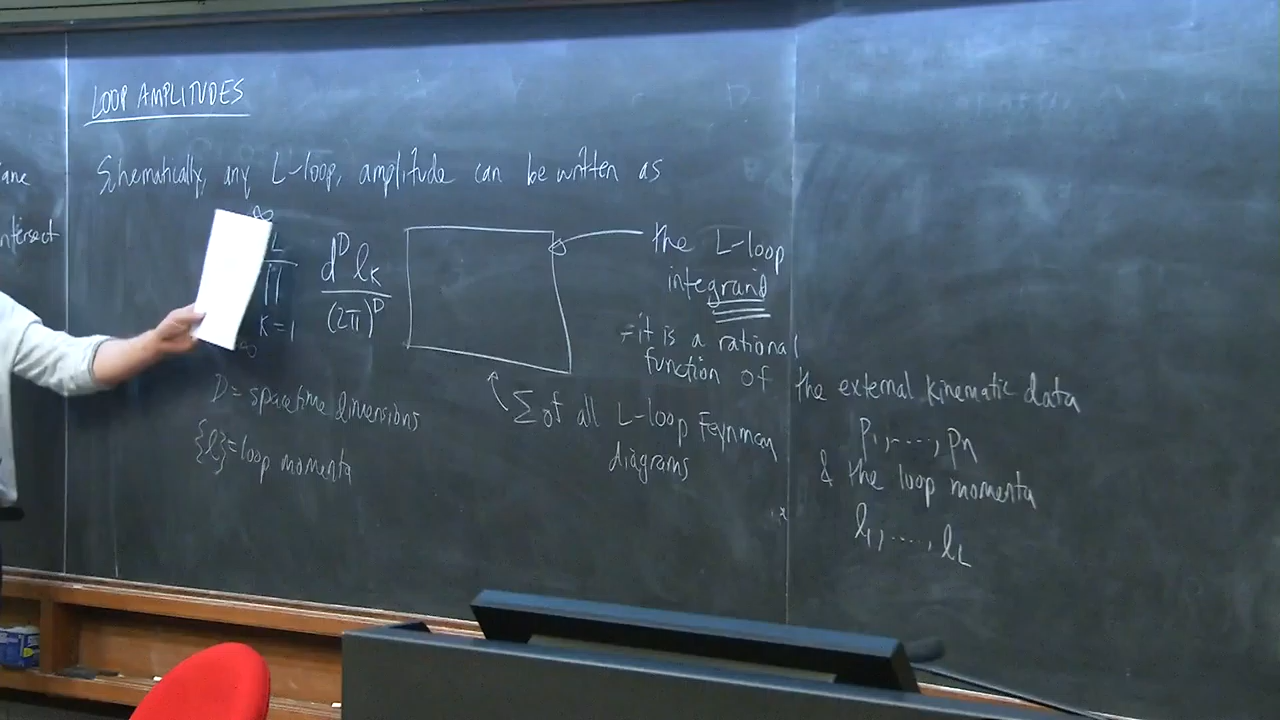 LOOP AMPLITUDES
ane
ntersect
Schematically, any L-loop, amplitude can be written as
∞
L
∏
K=1
d^D ℓ_K
(2π)^D
the L-loop
integrand
- it is a rational
function of the external kinematic data
p_1, ...., p_n
& the loop momenta
ℓ_1, ...., ℓ_L
∑ of all L-loop Feynman
diagrams
D = spacetime dimensions
{ℓ} = loop momenta